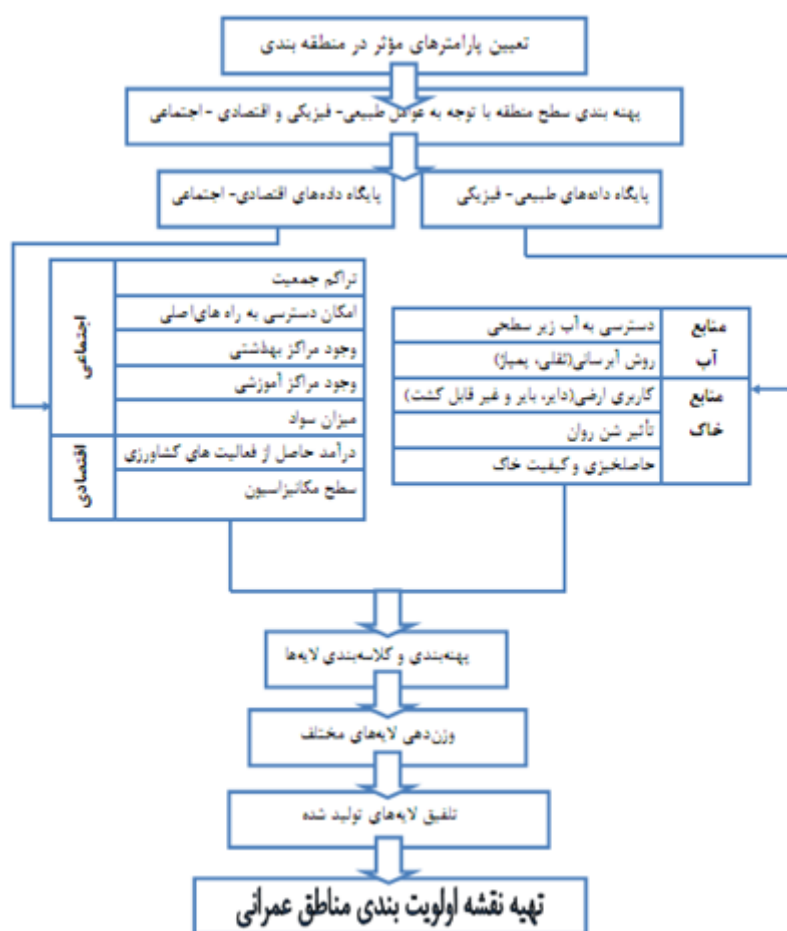 تعیین پارامترهای مؤثر در منطقه بندی
پهنه بندی سطح منطقه با توجه به عوامل طبیعی- فیزیکی و اقتصادی - اجتماعی
پایگاه داده‌های طبیعی- فیزیکی
پایگاه داده‌های اقتصادی- اجتماعی
منابع آب
دسترسی به آب زیر سطحی
روش آبرسانی(ثقلی، پمپاژ)
منابع خاک
کاربری ارضی(دایر، بایر و غیر قابل کشت)
تأثیر شن روان
حاصلخیزی و کیفیت خاک
اجتماعی
تراکم جمعیت
امکان دسترسی به راه های اصلی
وجود مراکز بهداشتی
وجود مراکز آموزشی
میزان سواد
اقتصادی
درآمد حاصل از فعالیت های کشاورزی
سطح مکانیزاسیون
پهنه‌بندی و کلاسه‌بندی لایه‌ها
وزن‌دهی لایه‌های مختلف
تلفیق لایه‌های تولید شده
تهیه نقشه اولویت بندی مناطق عمرانی